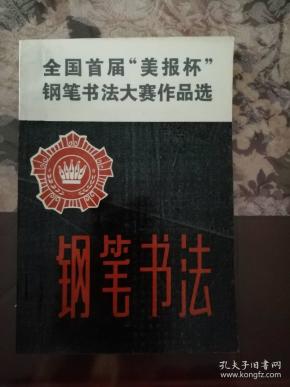 全国首届“美报杯”
钢笔书法大赛作品选
钢笔书法
孔夫子旧书网